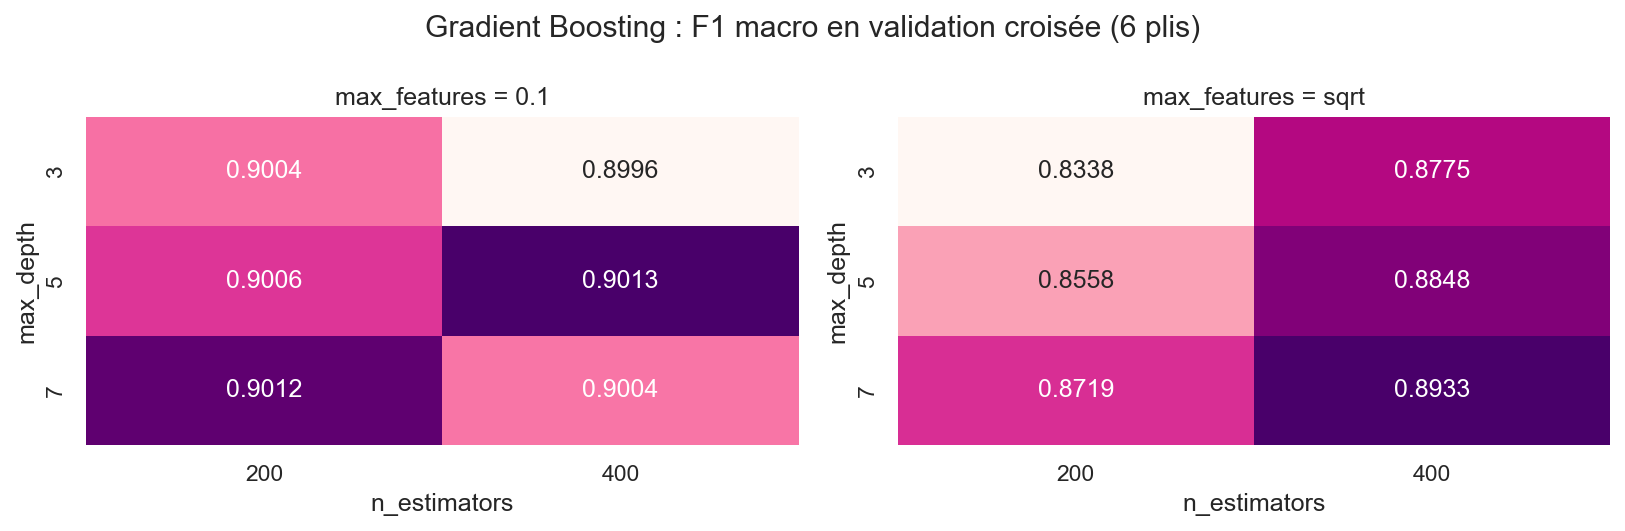 Gradient Boosting : F1 macro en validation croisée (6 plis)
max_features = 0.1
max_depth
3 0.9004 0.8996
5 0.9006 0.9013
7 0.9012 0.9004
200 400
n_estimators
max_features = sqrt
max_depth
3 0.8338 0.8775
5 0.8558 0.8848
7 0.8719 0.8933
200 400
n_estimators